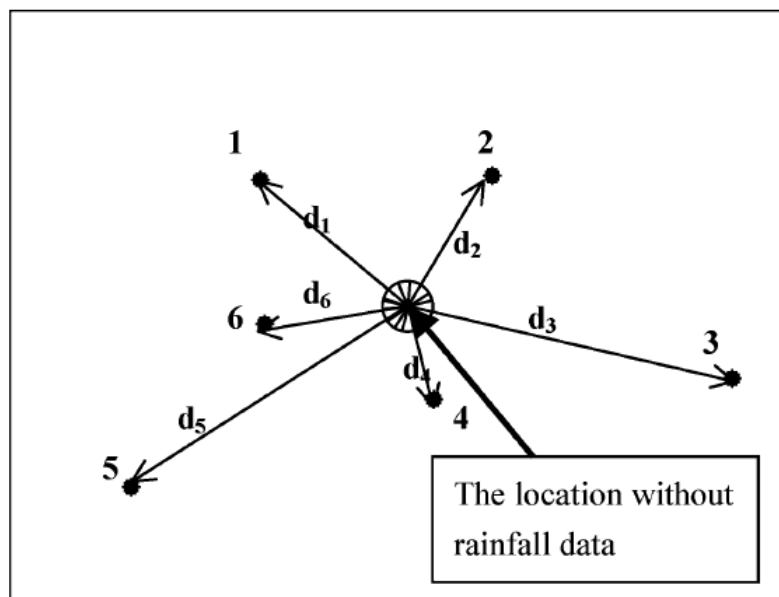 1
2
d₁
d₂
d₆
6
d₃
3
d₄
4
d₅
5
The location without
rainfall data